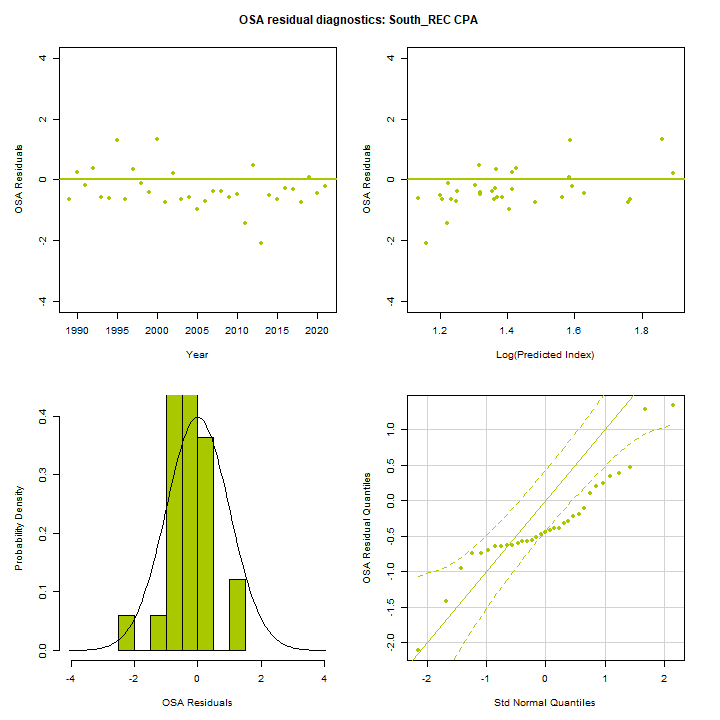 OSA residual diagnostics: South_REC CPA
4
2
0
-2
-4
OSA Residuals
1990 1995 2000 2005 2010 2015 2020
Year
4
2
0
-2
-4
OSA Residuals
1.2 1.4 1.6 1.8
Log(Predicted Index)
0.4
0.3
0.2
0.1
0.0
Probability Density
-4 -2 0 2 4
OSA Residuals
1.0
0.5
0.0
-0.5
-1.0
-1.5
-2.0
OSA Residual Quantiles
-2 -1 0 1 2
Std Normal Quantiles